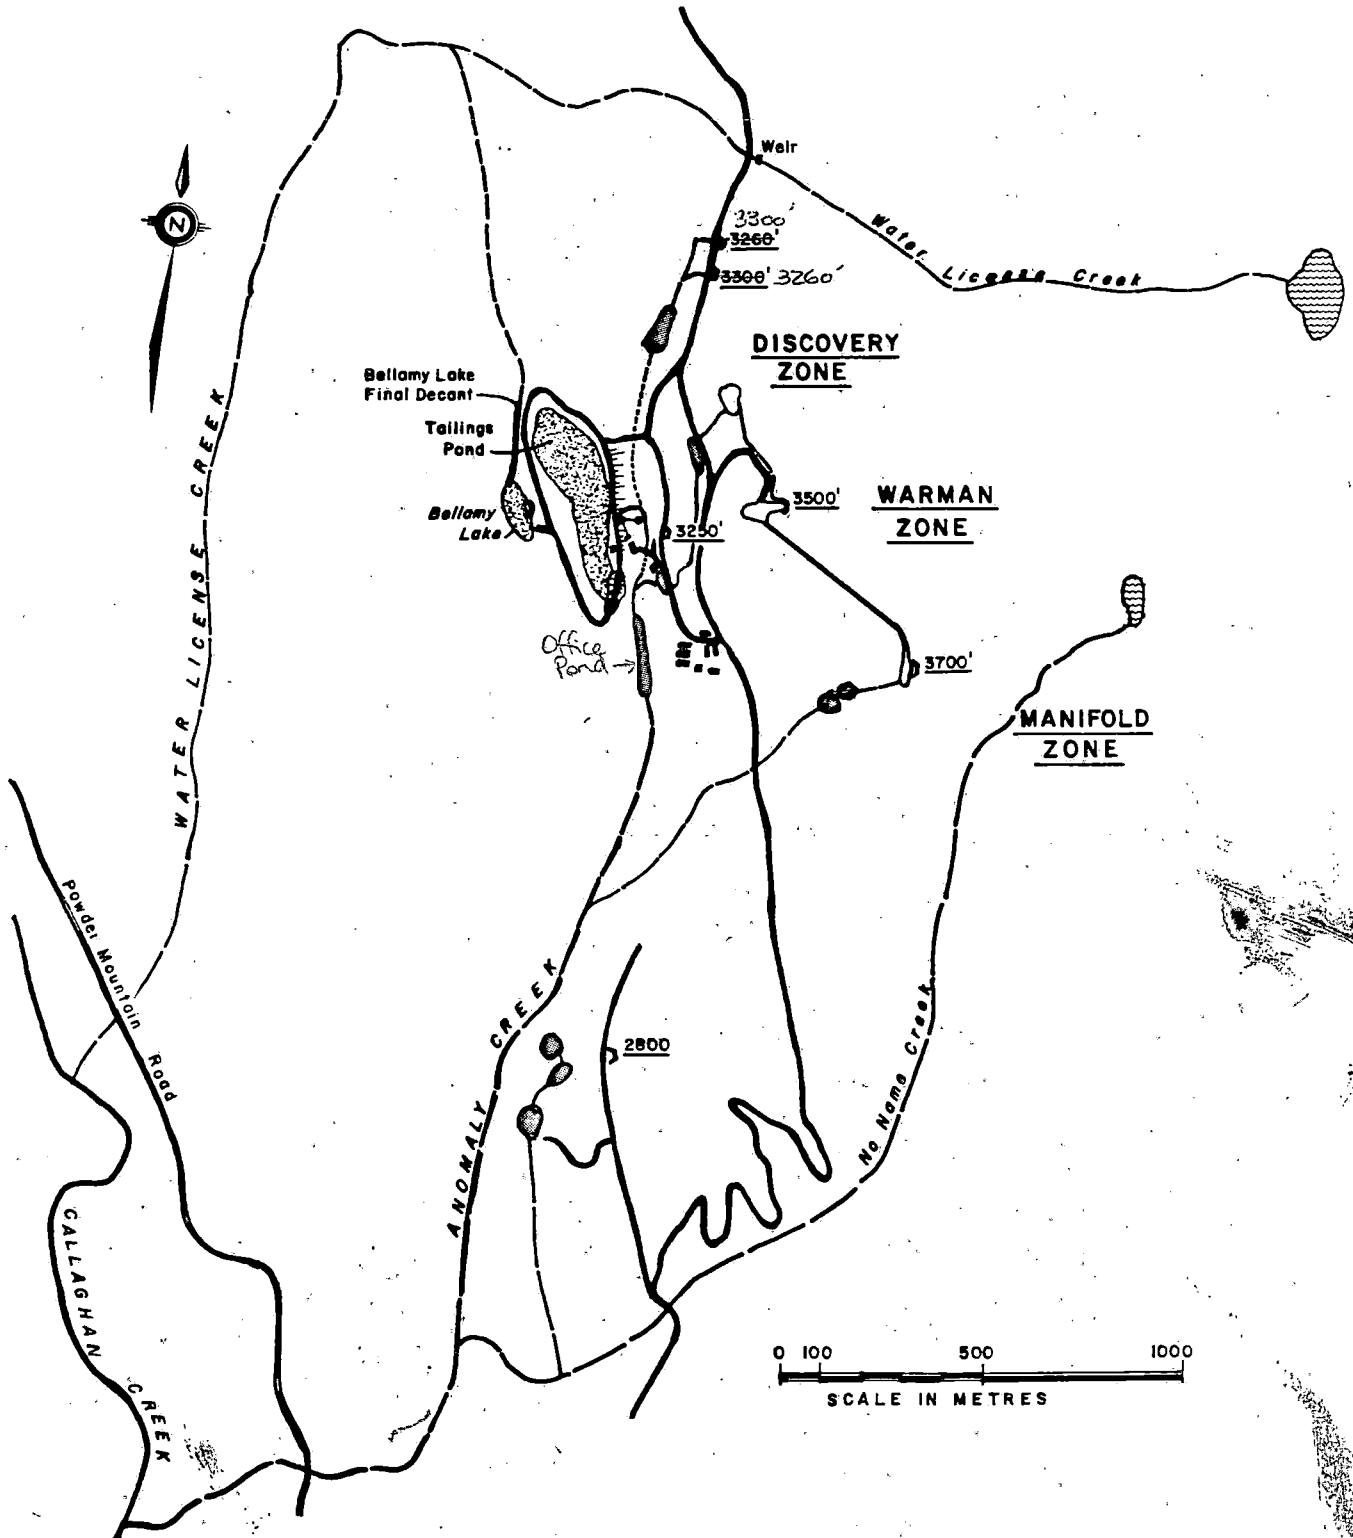 Weir
3300'
3260'
3300' 3260'
Water License Creek
DISCOVERY
ZONE
Bellamy Lake
Final Decant
Tailings
Pond
Bellamy
Lake
3500'
WARMAN
ZONE
3250'
WATER LICENSE CREEK
Office
Pond
3700'
MANIFOLD
ZONE
Powder Mountain Road
ANOMALY CREEK
2800
No Name Creek
CALLAGHAN CREEK
0 100 500 1000
SCALE IN METRES
N